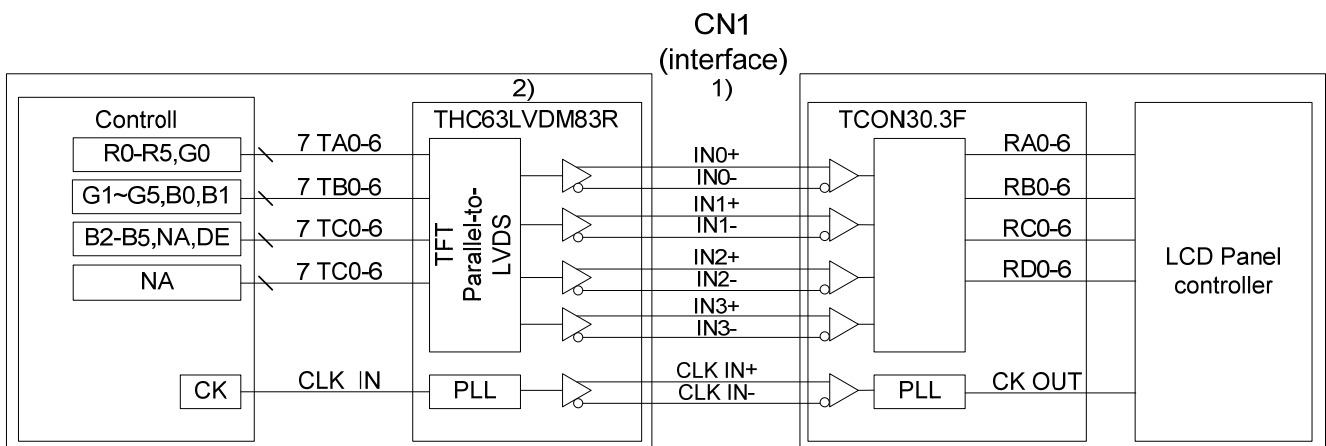 CN1
(interface)
1)
2)
Controll
THC63LVDM83R
TCON30.3F
R0-R5,G0
7 TA0-6
IN0+
IN0-
RA0-6
G1~G5,B0,B1
7 TB0-6
IN1+
IN1-
RB0-6
B2-B5,NA,DE
7 TC0-6
IN2+
IN2-
RC0-6
NA
7 TC0-6
IN3+
IN3-
RD0-6
TFT
Parallel-to-
LVDS
LCD Panel
controller
CK
CLK IN
PLL
CLK IN+
CLK IN-
PLL
CK OUT